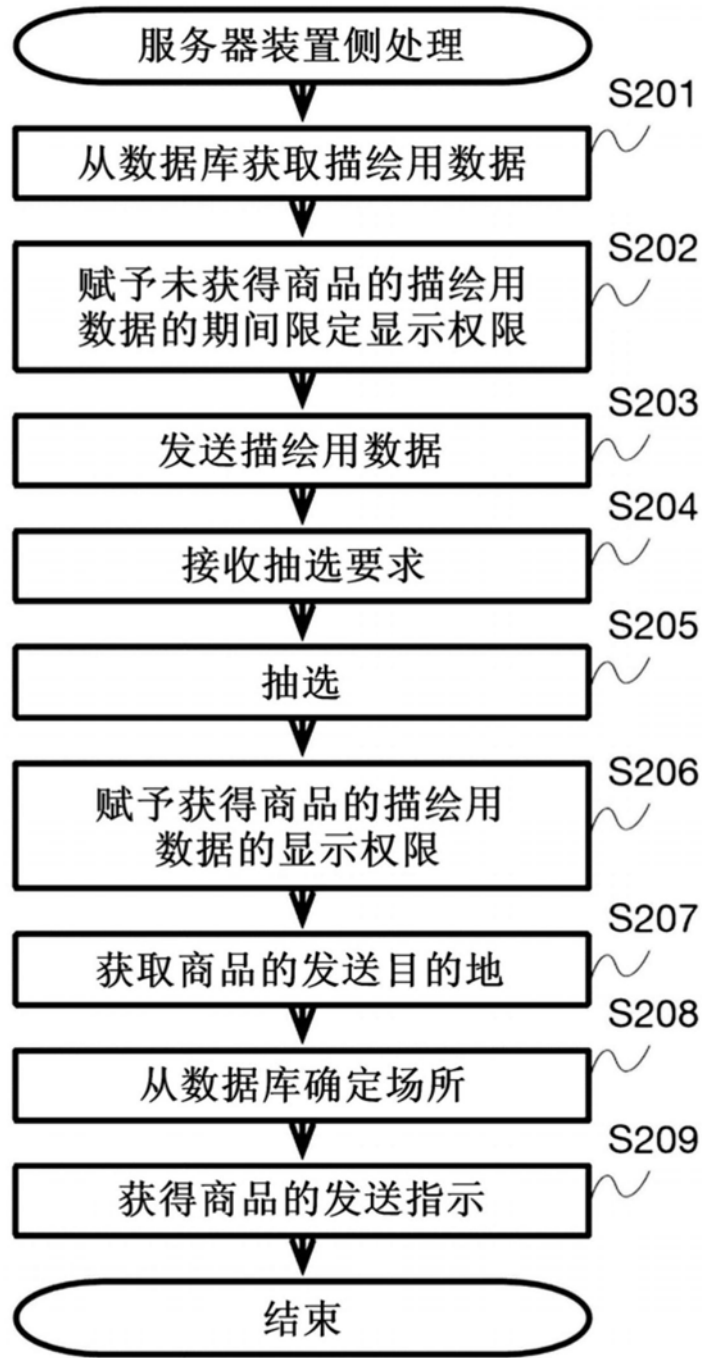 服务器装置侧处理
S201
从数据库获取描绘用数据
S202
赋予未获得商品的描绘用
数据的期间限定显示权限
S203
发送描绘用数据
S204
接收抽选要求
S205
抽选
S206
赋予获得商品的描绘用
数据的显示权限
S207
获取商品的发送目的地
S208
从数据库确定场所
S209
获得商品的发送指示
结束